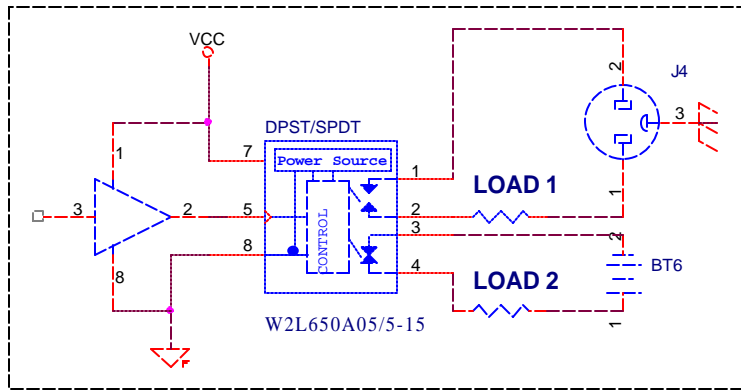 VCC
J4
2
3
1
DPST/SPDT
Power Source
1
7
1
LOAD 1
3
2
5
CONTROL
2
3
8
4
LOAD 2
2
BT6
1
8
W2L650A05/5-15